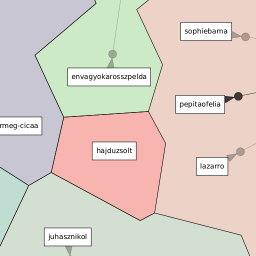 sophiebarna
envagyokarosszpelda
pepitaofelia
rmeg-cicaa
hajduzsolt
lazarro
juhasznikol